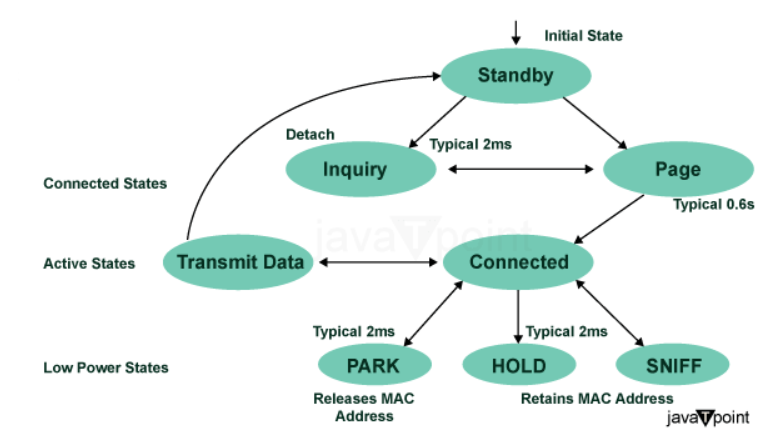 Initial State
Standby
Detach
Typical 2ms
Inquiry
Page
Connected States
Typical 0.6s
javaTpoint
Active States
Transmit Data
Connected
Typical 2ms
Typical 2ms
Low Power States
PARK
HOLD
SNIFF
Releases MAC
Address
Retains MAC Address
javaTpoint